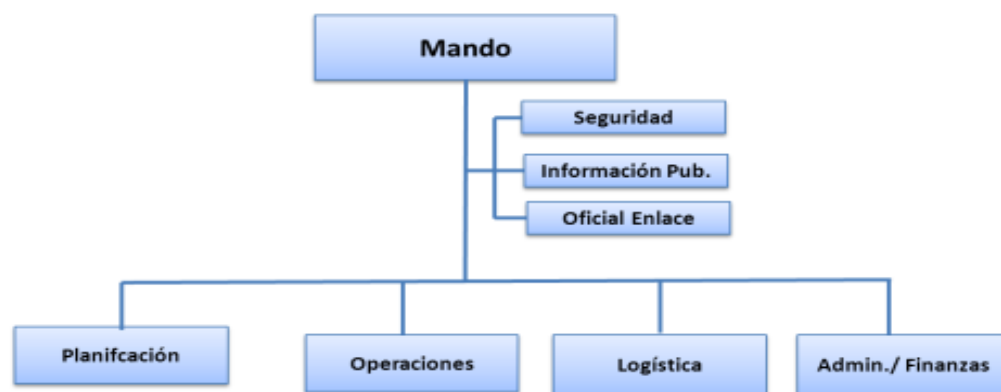 Mando
Seguridad
Información Pub.
Oficial Enlace
Planifcación
Operaciones
Logística
Admin./ Finanzas